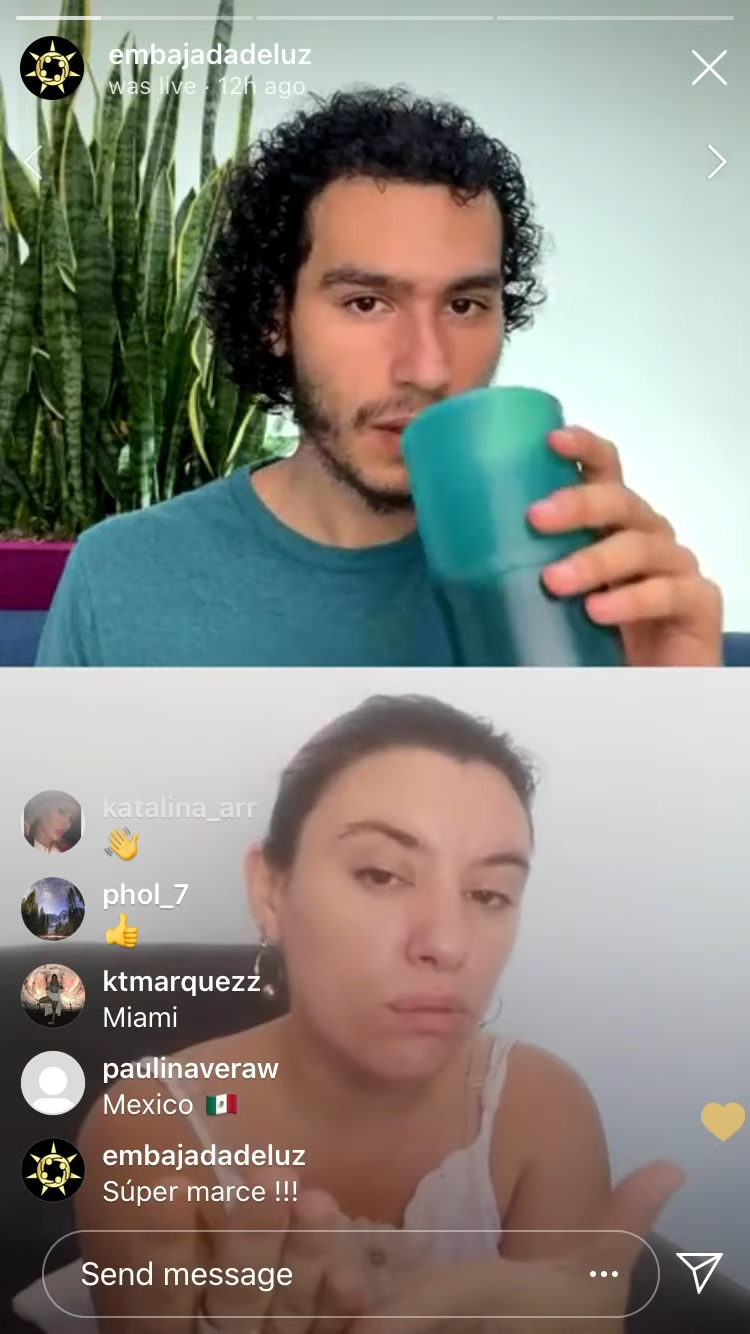 embajadadeluz
was live · 12h ago
katalina_arr
👋
phol_7
👍
ktmarquezz
Miami
paulinaveraw
Mexico 🇲🇽
embajadadeluz
Súper marce !!!
Send message